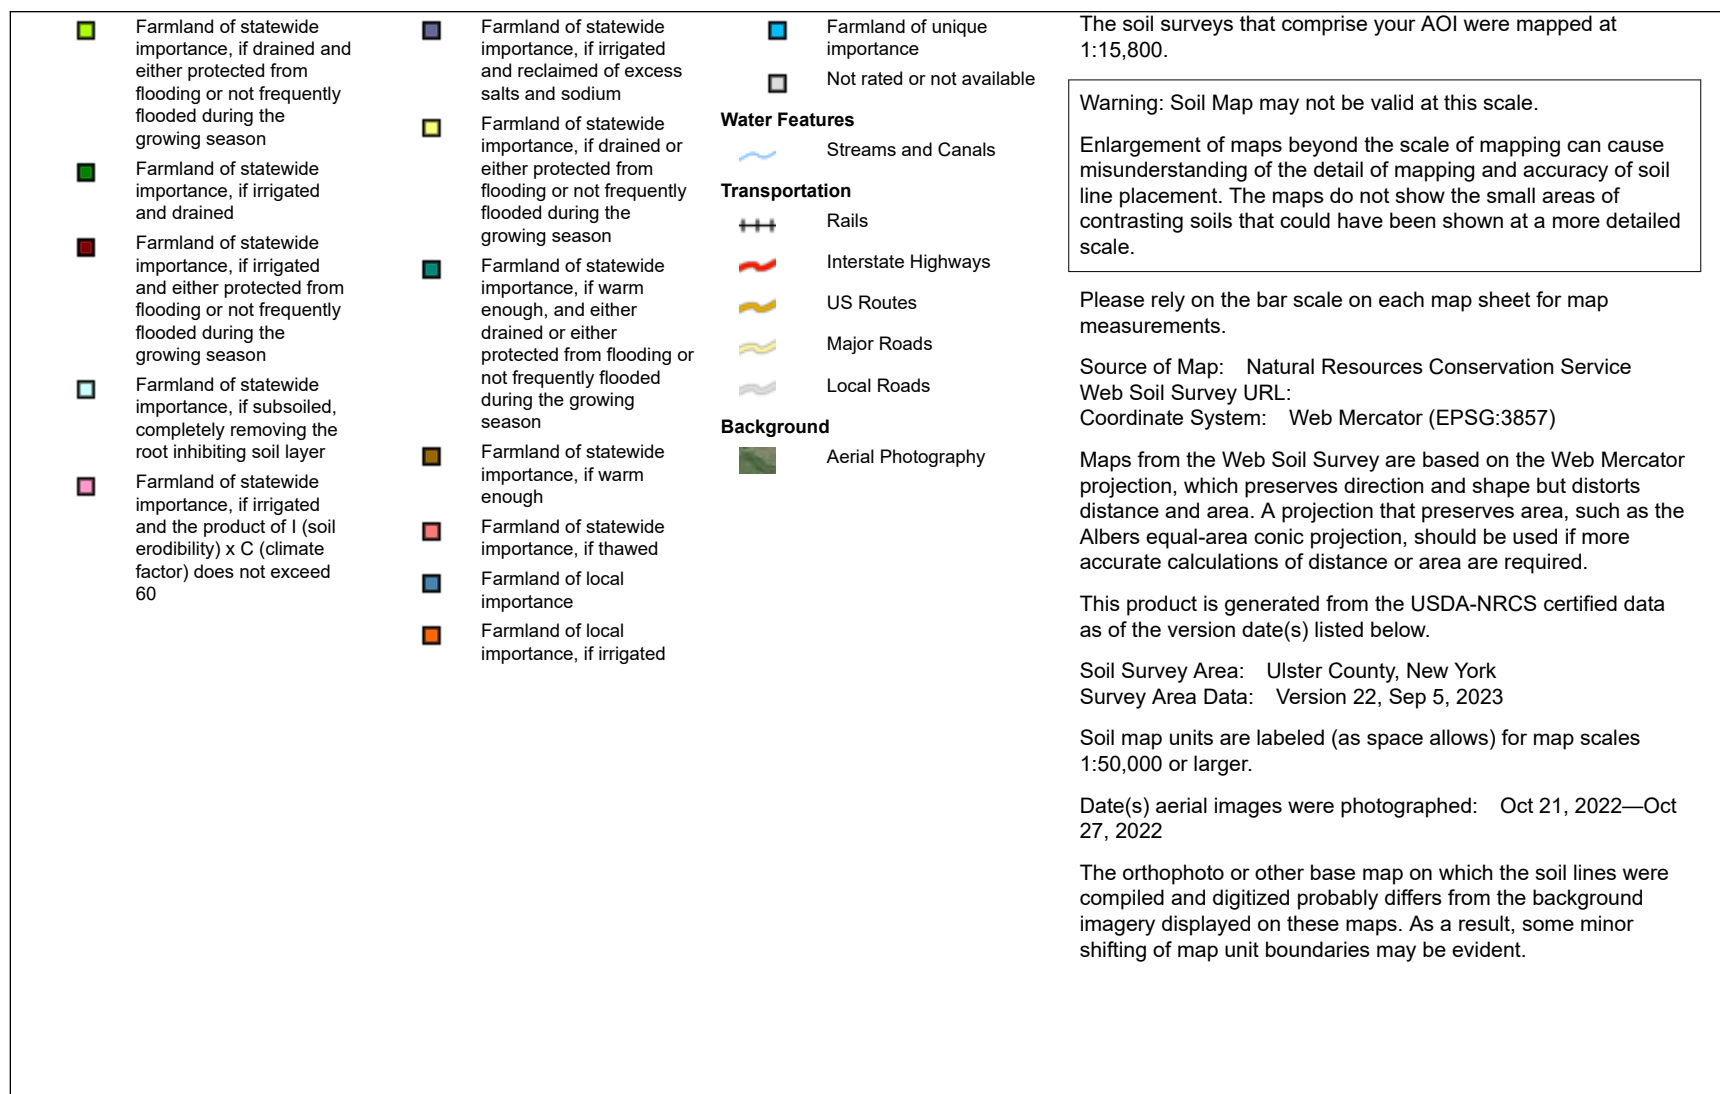 Farmland of statewide
importance, if drained and
either protected from
flooding or not frequently
flooded during the
growing season
Farmland of statewide
importance, if irrigated
and drained
Farmland of statewide
importance, if irrigated
and either protected from
flooding or not frequently
flooded during the
growing season
Farmland of statewide
importance, if subsoiled,
completely removing the
root inhibiting soil layer
Farmland of statewide
importance, if irrigated
and the product of I (soil
erodibility) x C (climate
factor) does not exceed
60
Farmland of statewide
importance, if irrigated
and reclaimed of excess
salts and sodium
Farmland of statewide
importance, if drained or
either protected from
flooding or not frequently
flooded during the
growing season
Farmland of statewide
importance, if warm
enough, and either
drained or either
protected from flooding or
not frequently flooded
during the growing
season
Farmland of statewide
importance, if warm
enough
Farmland of statewide
importance, if thawed
Farmland of local
importance
Farmland of local
importance, if irrigated
Farmland of unique
importance
Not rated or not available
Water Features
Streams and Canals
Transportation
Rails
Interstate Highways
US Routes
Major Roads
Local Roads
Background
Aerial Photography
The soil surveys that comprise your AOI were mapped at
1:15,800.
Warning: Soil Map may not be valid at this scale.
Enlargement of maps beyond the scale of mapping can cause
misunderstanding of the detail of mapping and accuracy of soil
line placement. The maps do not show the small areas of
contrasting soils that could have been shown at a more detailed
scale.
Please rely on the bar scale on each map sheet for map
measurements.
Source of Map: Natural Resources Conservation Service
Web Soil Survey URL:
Coordinate System: Web Mercator (EPSG:3857)
Maps from the Web Soil Survey are based on the Web Mercator
projection, which preserves direction and shape but distorts
distance and area. A projection that preserves area, such as the
Albers equal-area conic projection, should be used if more
accurate calculations of distance or area are required.
This product is generated from the USDA-NRCS certified data
as of the version date(s) listed below.
Soil Survey Area: Ulster County, New York
Survey Area Data: Version 22, Sep 5, 2023
Soil map units are labeled (as space allows) for map scales
1:50,000 or larger.
Date(s) aerial images were photographed: Oct 21, 2022—Oct
27, 2022
The orthophoto or other base map on which the soil lines were
compiled and digitized probably differs from the background
imagery displayed on these maps. As a result, some minor
shifting of map unit boundaries may be evident.